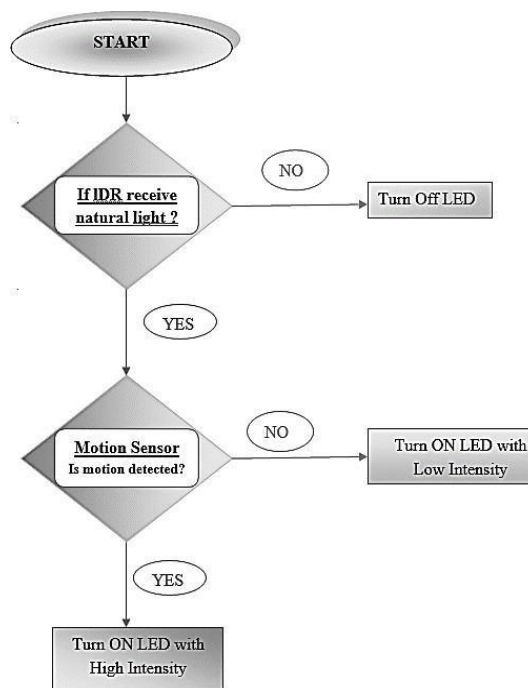 START
If IDR receive
natural light ?
NO
Turn Off LED
YES
Motion Sensor
Is motion detected?
NO
Turn ON LED with
Low Intensity
YES
Turn ON LED with
High Intensity